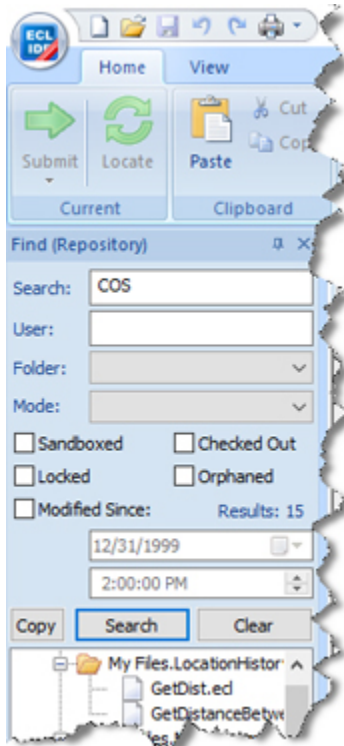 ECL
IDE
Home View
Cut
Submit Locate Paste
Current Clipboard
Find (Repository)
Search: COS
User:
Folder:
Mode:
Sandboxed Checked Out
Locked Orphaned
Modified Since: Results: 15
12/31/1999
2:00:00 PM
Copy Search Clear
My Files.LocationHistor
GetDist.ecl
GetDistanceBetwe